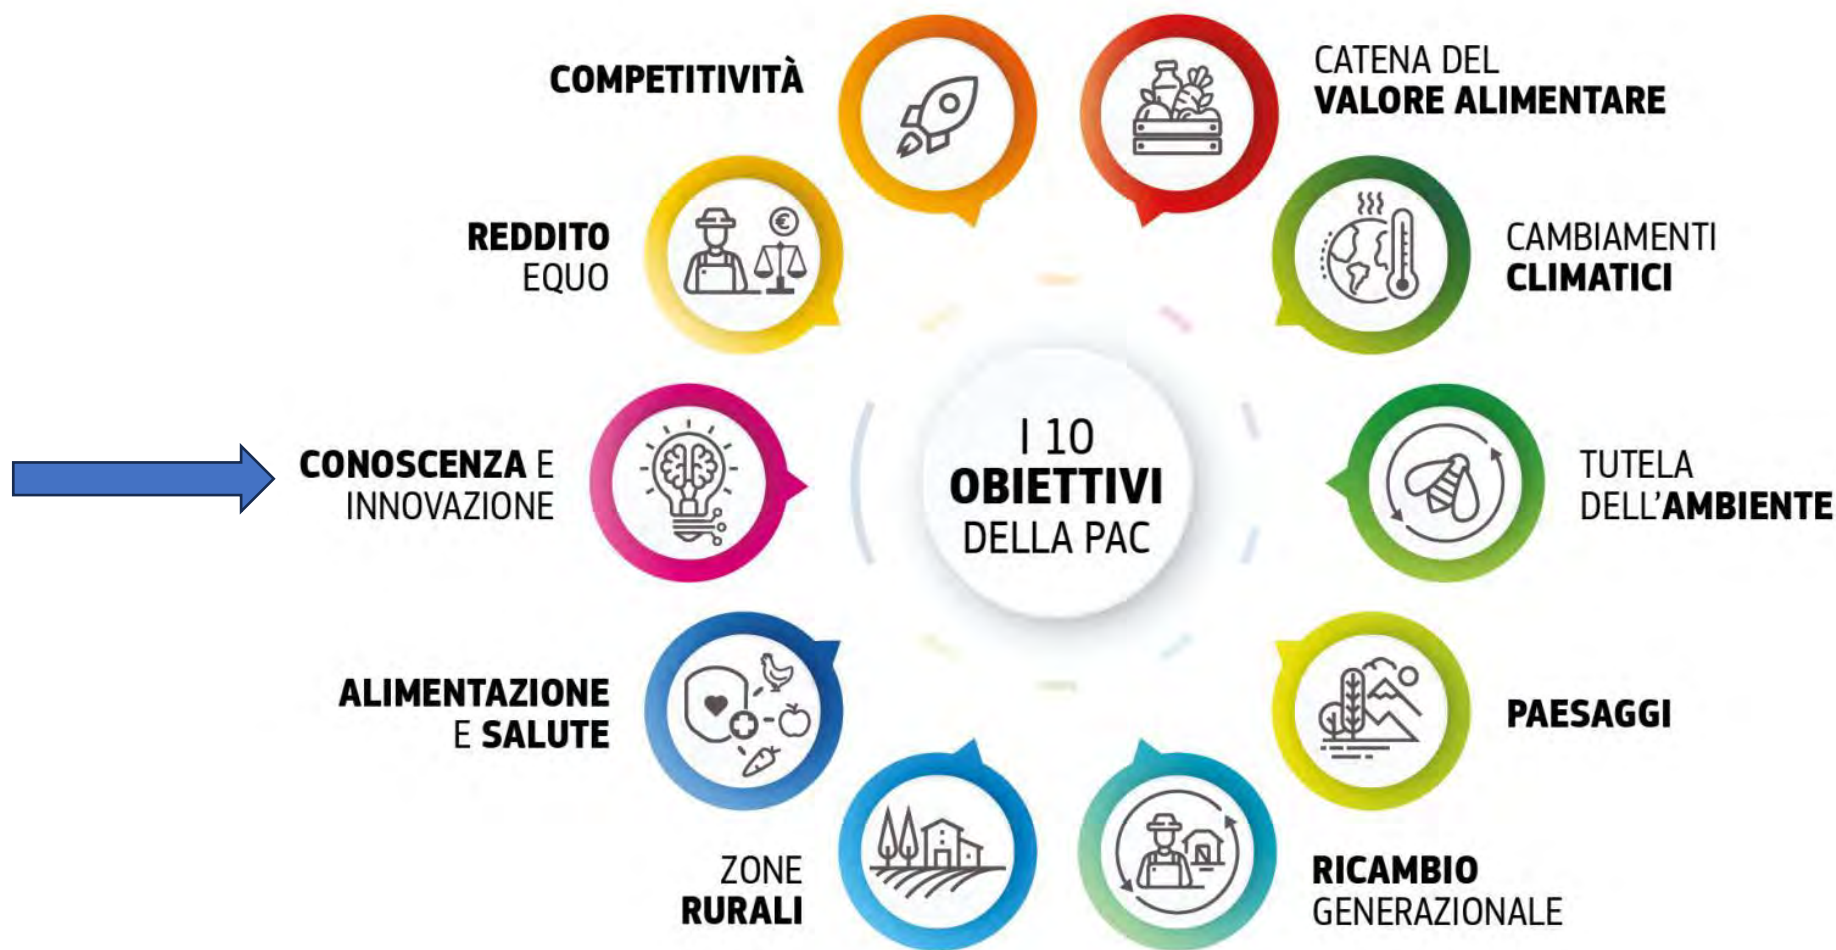 COMPETITIVITÀ
CATENA DEL
VALORE ALIMENTARE
REDDITO
EQUO
CAMBIAMENTI
CLIMATICI
CONOSCENZA E
INNOVAZIONE
I 10
OBIETTIVI
DELLA PAC
TUTELA
DELL'AMBIENTE
ALIMENTAZIONE
E SALUTE
PAESAGGI
ZONE
RURALI
RICAMBIO
GENERAZIONALE
€